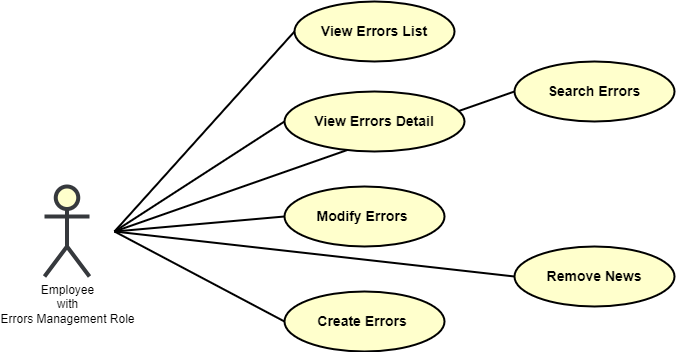 View Errors List
Search Errors
View Errors Detail
Modify Errors
Remove News
Create Errors
Employee
with
Errors Management Role